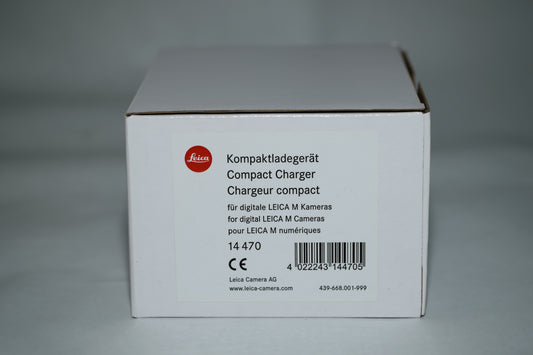 Leica
Kompaktladegerät
Compact Charger
Chargeur compact
für digitale LEICA M Kameras
for digital LEICA M Cameras
pour LEICA M numériques
14 470
CE
4 022243 144705
Leica Camera AG
www.leica-camera.com
439-668.001-999